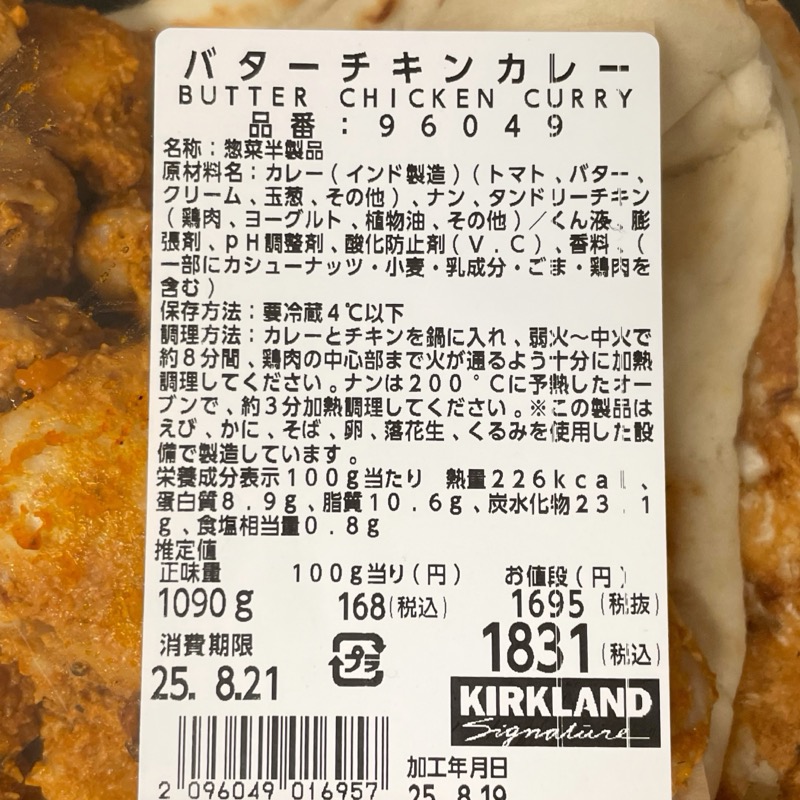 バターチキンカレー
BUTTER CHICKEN CURRY
品番:96049
名称:惣菜半製品
原材料名:カレー(インド製造)(トマト、バター、
クリーム、玉葱、その他)、ナン、タンドリーチキン
(鶏肉、ヨーグルト、植物油、その他)/くん液、膨
張剤、pH調整剤、酸化防止剤(V.C)、香料、(
一部にカシューナッツ・小麦・乳成分・ごま・鶏肉を
含む)
保存方法:要冷蔵4℃以下
調理方法:カレーとチキンを鍋に入れ、弱火〜中火で
約8分間、鶏肉の中心部まで火が通るよう十分に加熱
調理してください。ナンは200°Cに予熱したオー
ブンで、約3分加熱調理してください。※この製品は
えび、かに、そば、卵、落花生、くるみを使用した設
備で製造しています。
栄養成分表示100g当たり 熱量226kcal、
蛋白質8.9g、脂質10.6g、炭水化物23.1
g、食塩相当量0.8g
推定値
正味量 100g当り(円) お値段(円)
1090g 168(税込) 1695(税抜)
消費期限 プラ 1831(税込)
25. 8.21
KIRKLAND
Signature
2 096049 016957
加工年月日
25. 8.19